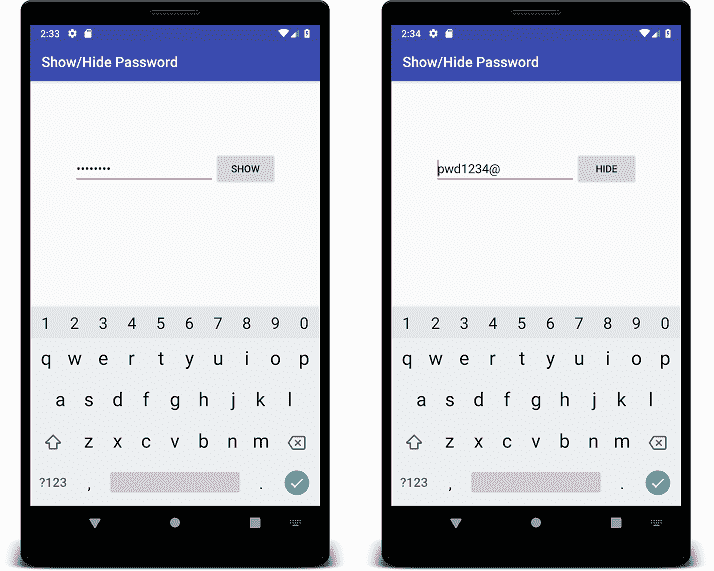 2:33
Show/Hide Password
••••••••
SHOW
1 2 3 4 5 6 7 8 9 0
q w e r t y u i o p
a s d f g h j k l
z x c v b n m
?123 , .
2:34
Show/Hide Password
pwd1234@
HIDE
1 2 3 4 5 6 7 8 9 0
q w e r t y u i o p
a s d f g h j k l
z x c v b n m
?123 , .